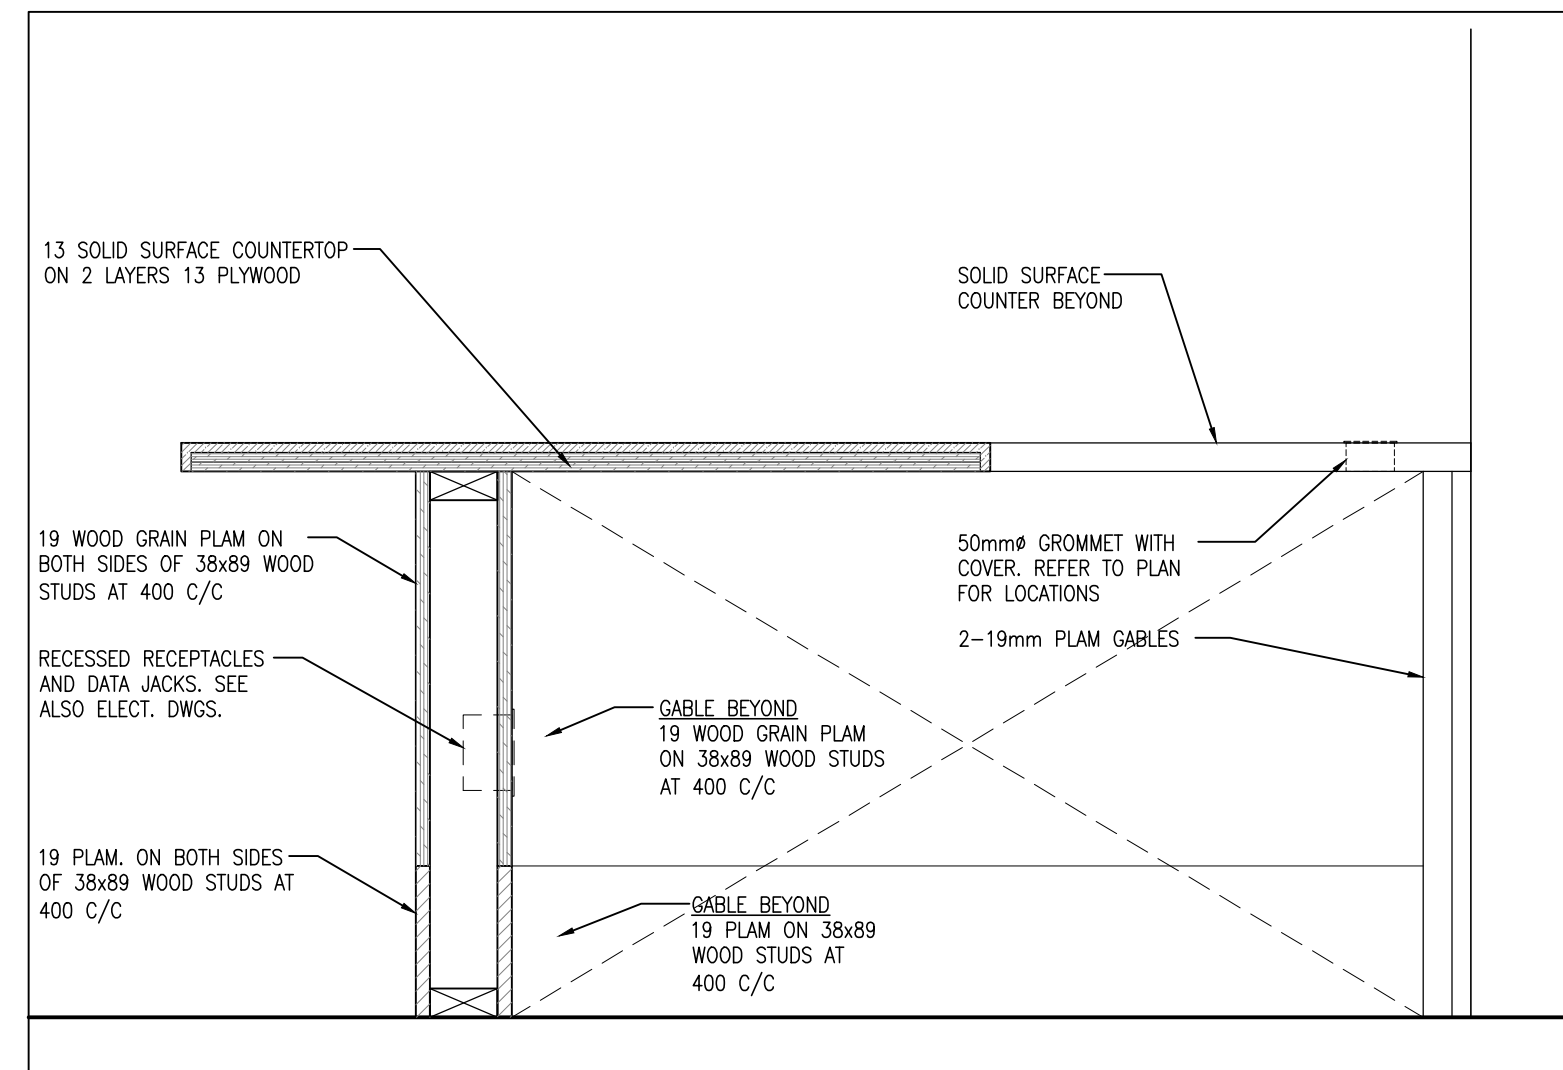 13 SOLID SURFACE COUNTERTOP
ON 2 LAYERS 13 PLYWOOD
SOLID SURFACE
COUNTER BEYOND
19 WOOD GRAIN PLAM ON
BOTH SIDES OF 38x89 WOOD
STUDS AT 400 C/C
50mmø GROMMET WITH
COVER. REFER TO PLAN
FOR LOCATIONS
2-19mm PLAM GABLES
RECESSED RECEPTACLES
AND DATA JACKS. SEE
ALSO ELECT. DWGS.
GABLE BEYOND
19 WOOD GRAIN PLAM
ON 38x89 WOOD STUDS
AT 400 C/C
19 PLAM. ON BOTH SIDES
OF 38x89 WOOD STUDS AT
400 C/C
GABLE BEYOND
19 PLAM ON 38x89
WOOD STUDS AT
400 C/C